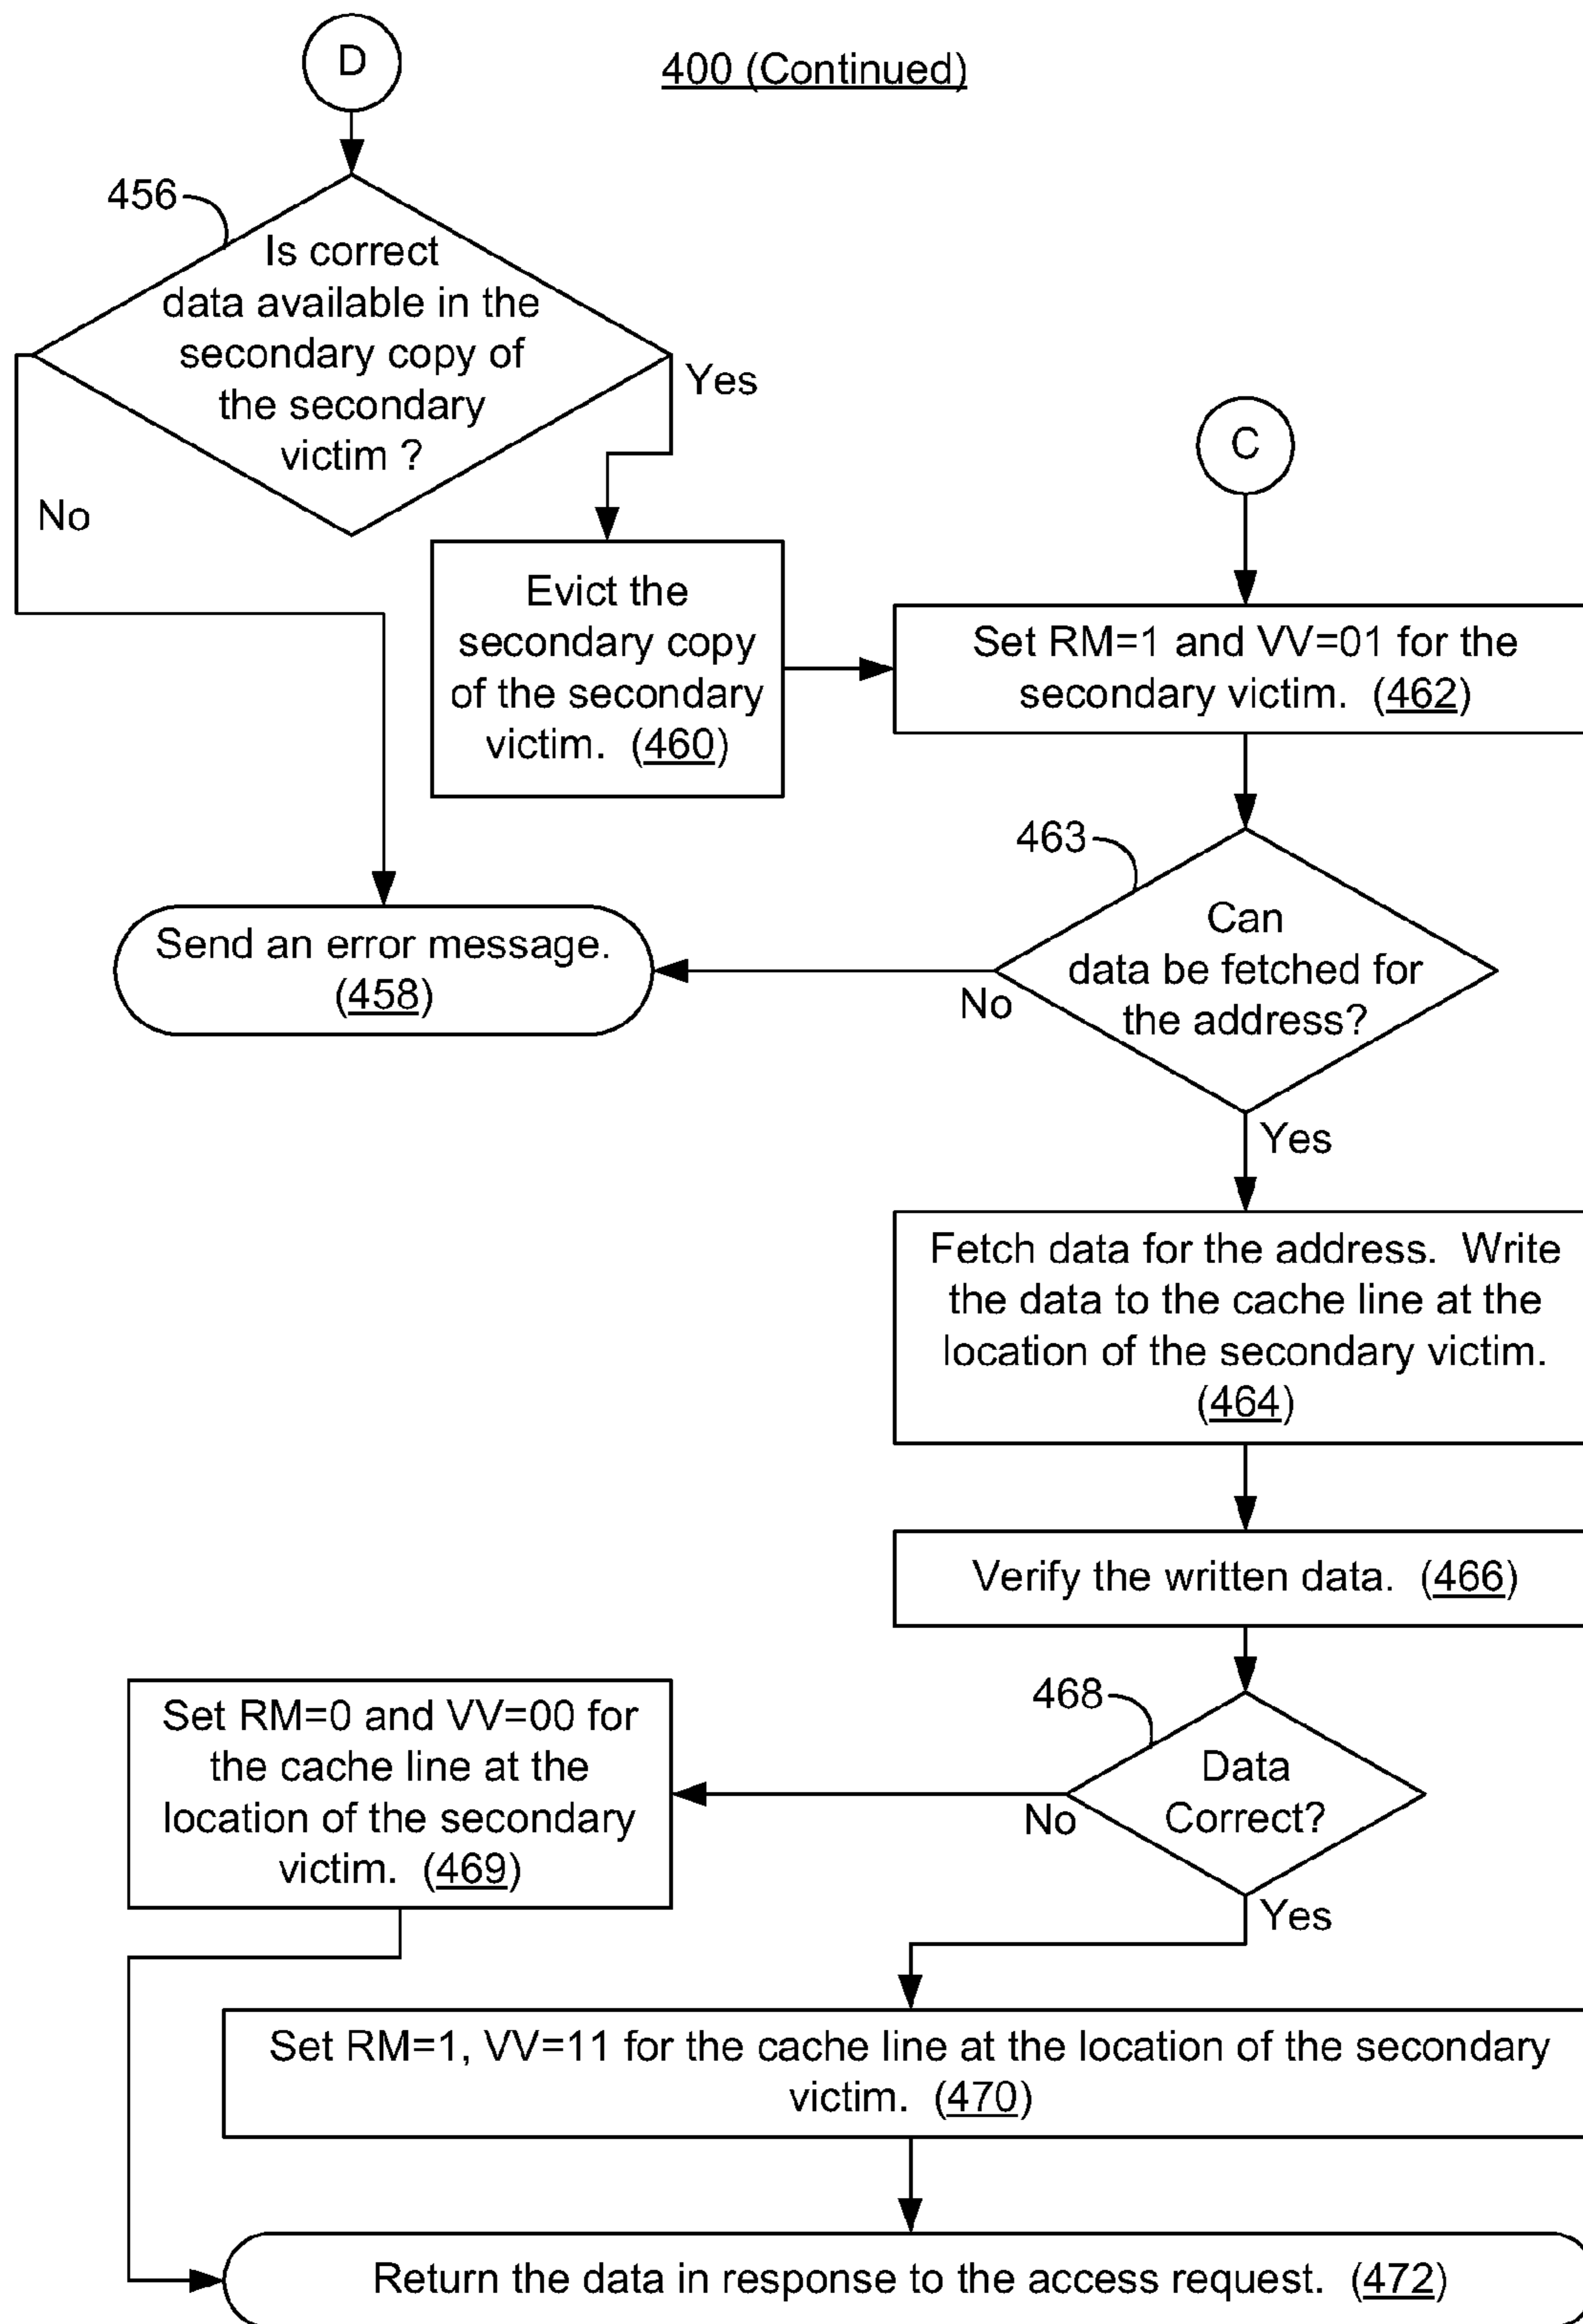 D
400 (Continued)
456
Is correct
data available in the
secondary copy of
the secondary
victim ?
Yes
No
C
Evict the
secondary copy
of the secondary
victim. (460)
Set RM=1 and VV=01 for the
secondary victim. (462)
463
Can
data be fetched for
the address?
No
Yes
Send an error message.
(458)
Fetch data for the address. Write
the data to the cache line at the
location of the secondary victim.
(464)
Verify the written data. (466)
468
Data
Correct?
No
Yes
Set RM=0 and VV=00 for
the cache line at the
location of the secondary
victim. (469)
Set RM=1, VV=11 for the cache line at the location of the secondary
victim. (470)
Return the data in response to the access request. (472)